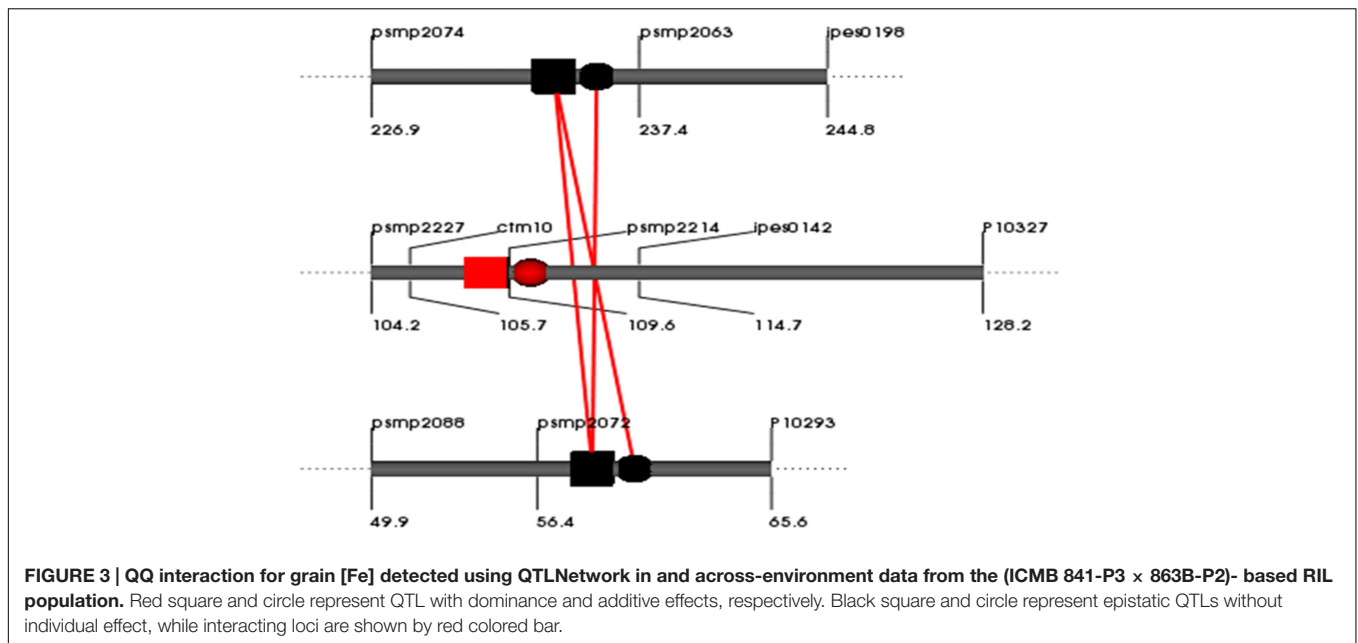 psmp2074 psmp2063 ipes0198
226.9 237.4 244.8
psmp2227 ctm10 psmp2214 ipes0142 P10327
104.2 105.7 109.6 114.7 128.2
psmp2088 psmp2072 P10293
49.9 56.4 65.6
FIGURE 3 | QQ interaction for grain [Fe] detected using QTLNetwork in and across-environment data from the (ICMB 841-P3 × 863B-P2)- based RIL
population. Red square and circle represent QTL with dominance and additive effects, respectively. Black square and circle represent epistatic QTLs without
individual effect, while interacting loci are shown by red colored bar.